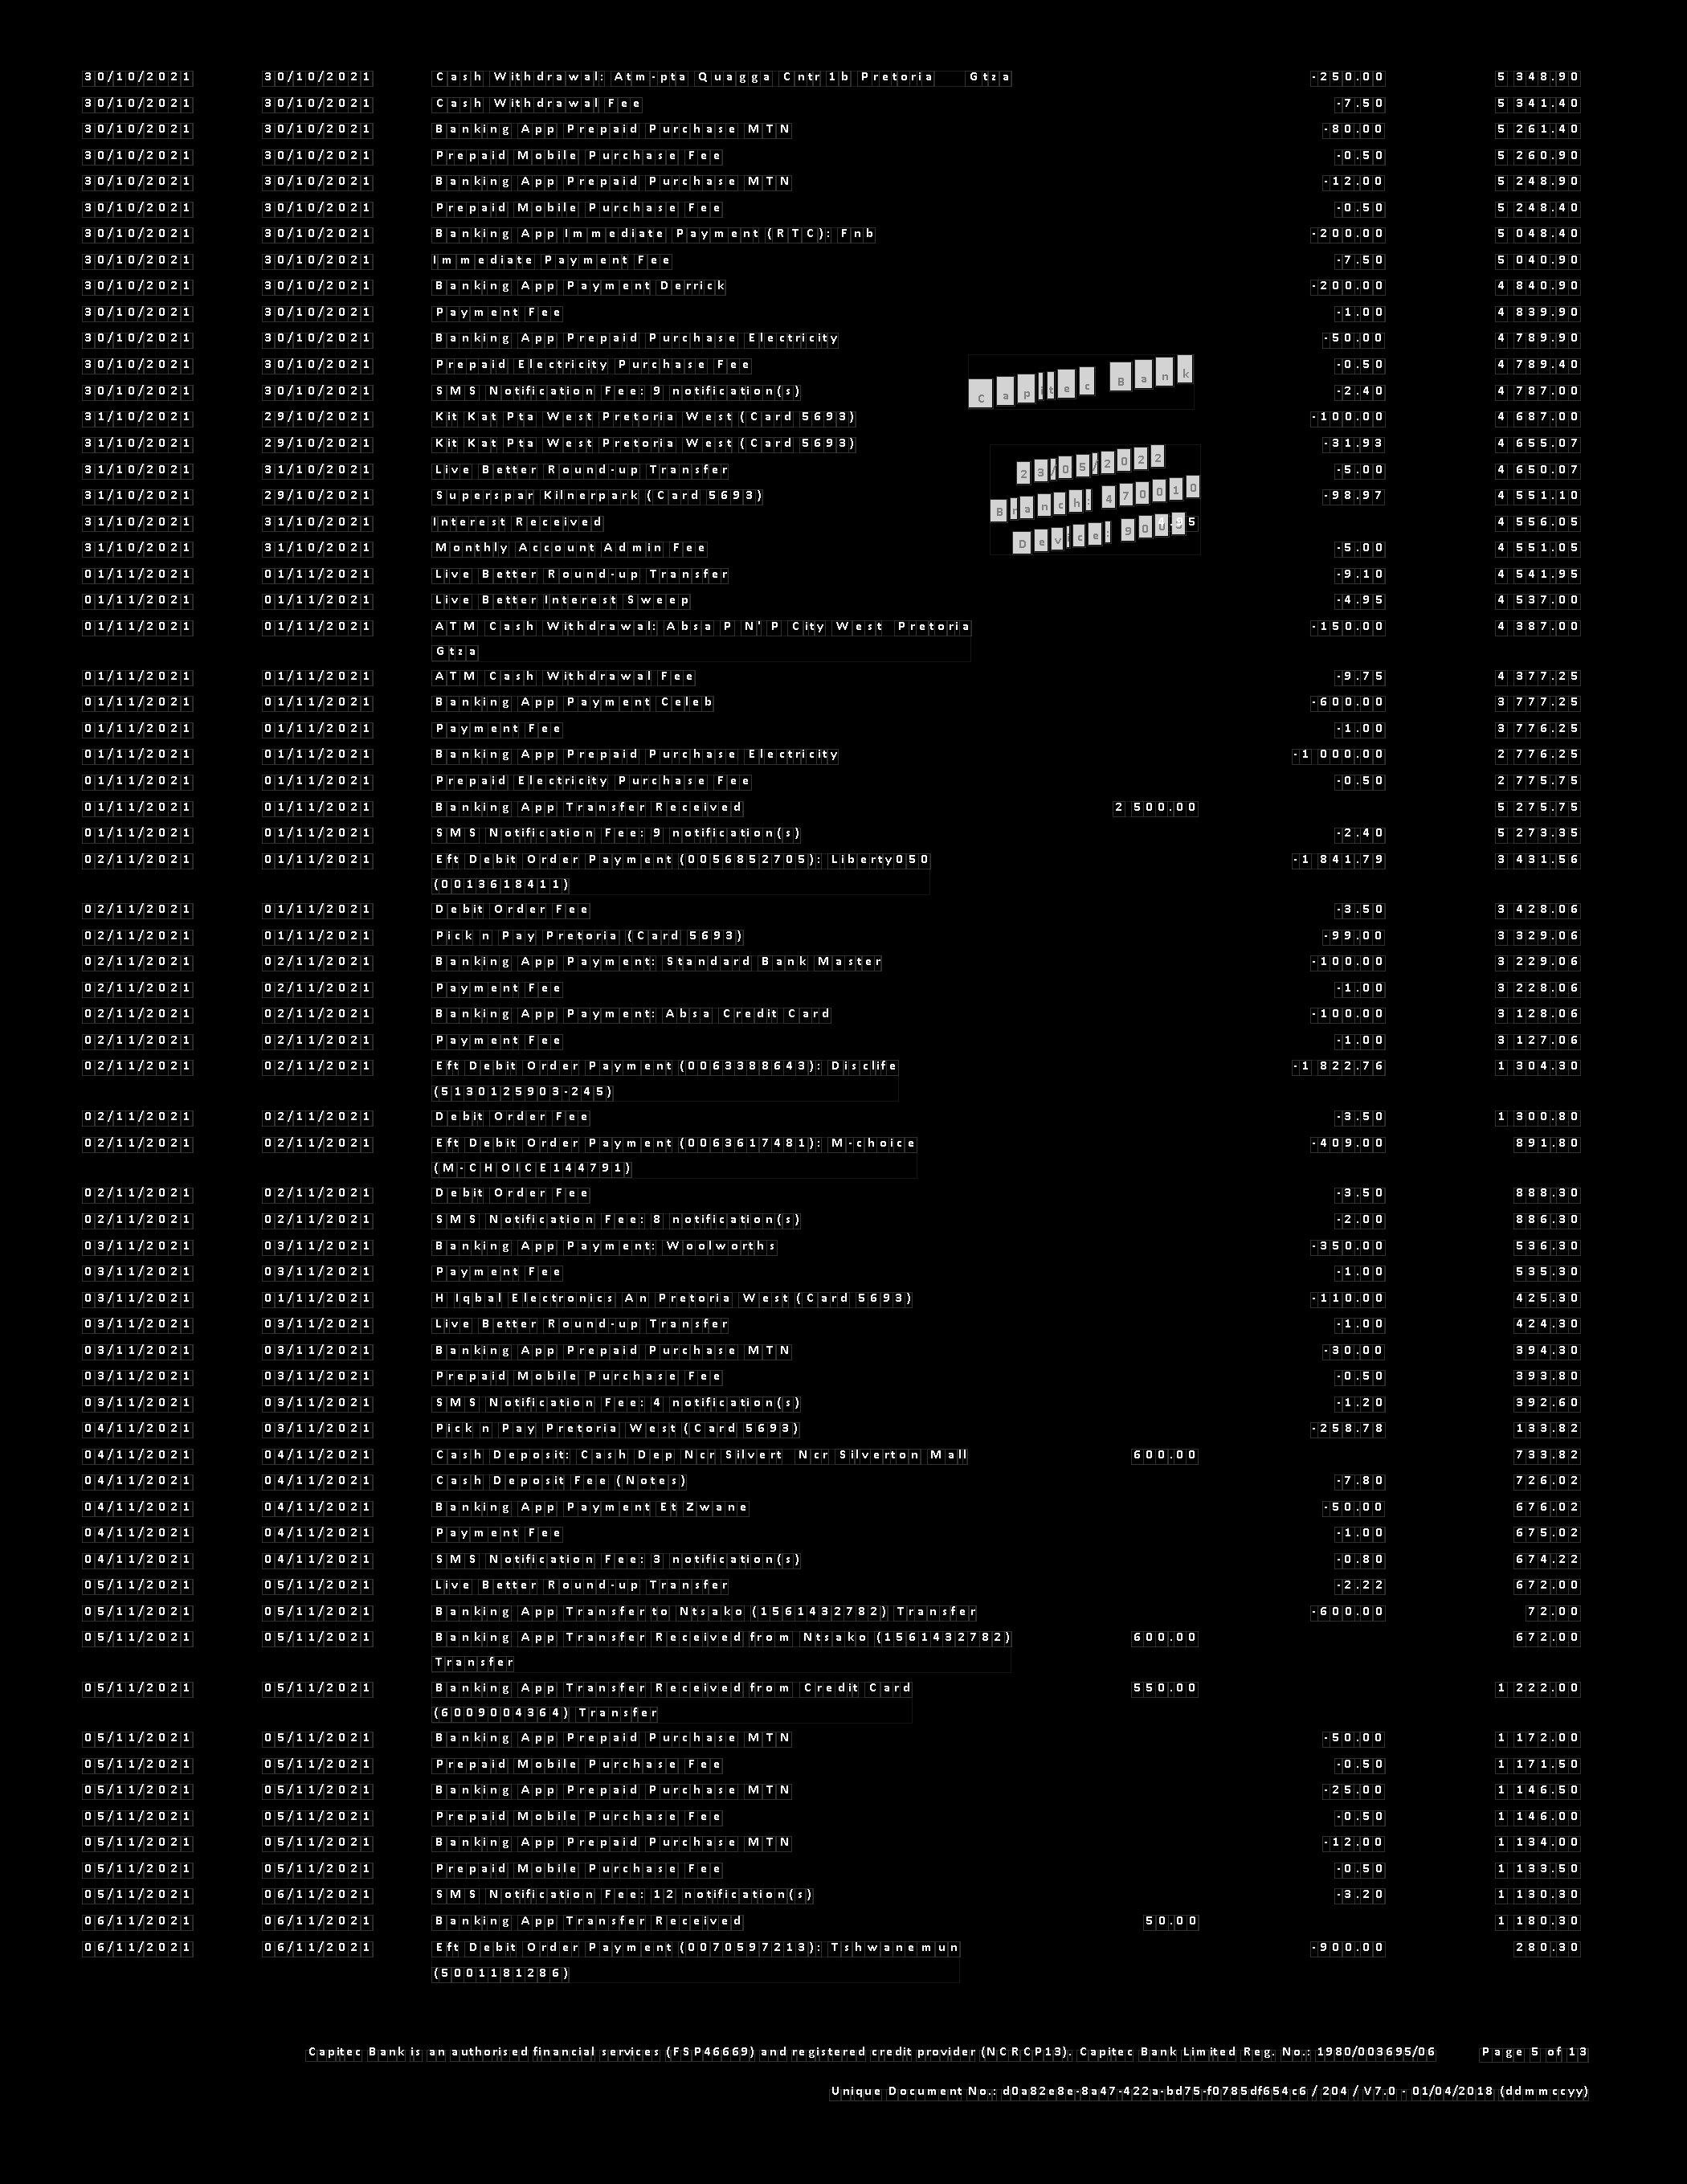 30/10/2021 30/10/2021 Cash Withdrawal: Atm-pta Quagga Cntr 1b Pretoria Gtza -250.00 5 348.90
30/10/2021 30/10/2021 Cash Withdrawal Fee -7.50 5 341.40
30/10/2021 30/10/2021 Banking App Prepaid Purchase MTN -80.00 5 261.40
30/10/2021 30/10/2021 Prepaid Mobile Purchase Fee -0.50 5 260.90
30/10/2021 30/10/2021 Banking App Prepaid Purchase MTN -12.00 5 248.90
30/10/2021 30/10/2021 Prepaid Mobile Purchase Fee -0.50 5 248.40
30/10/2021 30/10/2021 Banking App Immediate Payment (RTC): Fnb -200.00 5 048.40
30/10/2021 30/10/2021 Immediate Payment Fee -7.50 5 040.90
30/10/2021 30/10/2021 Banking App Payment Derrick -200.00 4 840.90
30/10/2021 30/10/2021 Payment Fee -1.00 4 839.90
30/10/2021 30/10/2021 Banking App Prepaid Purchase Electricity -50.00 4 789.90
30/10/2021 30/10/2021 Prepaid Electricity Purchase Fee -0.50 4 789.40
Capitec Bank
30/10/2021 30/10/2021 SMS Notification Fee: 9 notification(s) -2.40 4 787.00
31/10/2021 29/10/2021 Kit Kat Pta West Pretoria West (Card 5693) -100.00 4 687.00
31/10/2021 29/10/2021 Kit Kat Pta West Pretoria West (Card 5693) -31.93 4 655.07
23/05/2022
31/10/2021 31/10/2021 Live Better Round-up Transfer -5.00 4 650.07
31/10/2021 29/10/2021 Superspar Kilnerpark (Card 5693) -98.97 4 551.10
Branch: 470010
31/10/2021 31/10/2021 Interest Received 4.95 4 556.05
Device: 9005
31/10/2021 31/10/2021 Monthly Account Admin Fee -5.00 4 551.05
01/11/2021 01/11/2021 Live Better Round-up Transfer -9.10 4 541.95
01/11/2021 01/11/2021 Live Better Interest Sweep -4.95 4 537.00
01/11/2021 01/11/2021 ATM Cash Withdrawal: Absa P N' P City West Pretoria -150.00 4 387.00
Gtza
01/11/2021 01/11/2021 ATM Cash Withdrawal Fee -9.75 4 377.25
01/11/2021 01/11/2021 Banking App Payment Celeb -600.00 3 777.25
01/11/2021 01/11/2021 Payment Fee -1.00 3 776.25
01/11/2021 01/11/2021 Banking App Prepaid Purchase Electricity -1 000.00 2 776.25
01/11/2021 01/11/2021 Prepaid Electricity Purchase Fee -0.50 2 775.75
01/11/2021 01/11/2021 Banking App Transfer Received 2 500.00 5 275.75
01/11/2021 01/11/2021 SMS Notification Fee: 9 notification(s) -2.40 5 273.35
02/11/2021 01/11/2021 Eft Debit Order Payment (0056852705): Liberty050 -1 841.79 3 431.56
(0013618411)
02/11/2021 01/11/2021 Debit Order Fee -3.50 3 428.06
02/11/2021 01/11/2021 Pick n Pay Pretoria (Card 5693) -99.00 3 329.06
02/11/2021 02/11/2021 Banking App Payment: Standard Bank Master -100.00 3 229.06
02/11/2021 02/11/2021 Payment Fee -1.00 3 228.06
02/11/2021 02/11/2021 Banking App Payment: Absa Credit Card -100.00 3 128.06
02/11/2021 02/11/2021 Payment Fee -1.00 3 127.06
02/11/2021 02/11/2021 Eft Debit Order Payment (0063388643): Disclife -1 822.76 1 304.30
(5130125903-245)
02/11/2021 02/11/2021 Debit Order Fee -3.50 1 300.80
02/11/2021 02/11/2021 Eft Debit Order Payment (0063617481): M-choice -409.00 891.80
(M-CHOICE144791)
02/11/2021 02/11/2021 Debit Order Fee -3.50 888.30
02/11/2021 02/11/2021 SMS Notification Fee: 8 notification(s) -2.00 886.30
03/11/2021 03/11/2021 Banking App Payment: Woolworths -350.00 536.30
03/11/2021 03/11/2021 Payment Fee -1.00 535.30
03/11/2021 01/11/2021 H Iqbal Electronics An Pretoria West (Card 5693) -110.00 425.30
03/11/2021 03/11/2021 Live Better Round-up Transfer -1.00 424.30
03/11/2021 03/11/2021 Banking App Prepaid Purchase MTN -30.00 394.30
03/11/2021 03/11/2021 Prepaid Mobile Purchase Fee -0.50 393.80
03/11/2021 03/11/2021 SMS Notification Fee: 4 notification(s) -1.20 392.60
04/11/2021 03/11/2021 Pick n Pay Pretoria West (Card 5693) -258.78 133.82
04/11/2021 04/11/2021 Cash Deposit: Cash Dep Ncr Silvert Ncr Silverton Mall 600.00 733.82
04/11/2021 04/11/2021 Cash Deposit Fee (Notes) -7.80 726.02
04/11/2021 04/11/2021 Banking App Payment Et Zwane -50.00 676.02
04/11/2021 04/11/2021 Payment Fee -1.00 675.02
04/11/2021 04/11/2021 SMS Notification Fee: 3 notification(s) -0.80 674.22
05/11/2021 05/11/2021 Live Better Round-up Transfer -2.22 672.00
05/11/2021 05/11/2021 Banking App Transfer to Ntsako (1561432782) Transfer -600.00 72.00
05/11/2021 05/11/2021 Banking App Transfer Received from Ntsako (1561432782) 600.00 672.00
Transfer
05/11/2021 05/11/2021 Banking App Transfer Received from Credit Card 550.00 1 222.00
(6009004364) Transfer
05/11/2021 05/11/2021 Banking App Prepaid Purchase MTN -50.00 1 172.00
05/11/2021 05/11/2021 Prepaid Mobile Purchase Fee -0.50 1 171.50
05/11/2021 05/11/2021 Banking App Prepaid Purchase MTN -25.00 1 146.50
05/11/2021 05/11/2021 Prepaid Mobile Purchase Fee -0.50 1 146.00
05/11/2021 05/11/2021 Banking App Prepaid Purchase MTN -12.00 1 134.00
05/11/2021 05/11/2021 Prepaid Mobile Purchase Fee -0.50 1 133.50
05/11/2021 06/11/2021 SMS Notification Fee: 12 notification(s) -3.20 1 130.30
06/11/2021 06/11/2021 Banking App Transfer Received 50.00 1 180.30
06/11/2021 06/11/2021 Eft Debit Order Payment (0070597213): Tshwanemun -900.00 280.30
(5001181286)
Capitec Bank is an authorised financial services (FSP46669) and registered credit provider (NCRCP13). Capitec Bank Limited Reg. No.: 1980/003695/06 Page 5 of 13
Unique Document No.: d0a82e8e-8a47-422a-bd75-f0785df654c6 / 204 / V7.0 - 01/04/2018 (ddmmccyy)